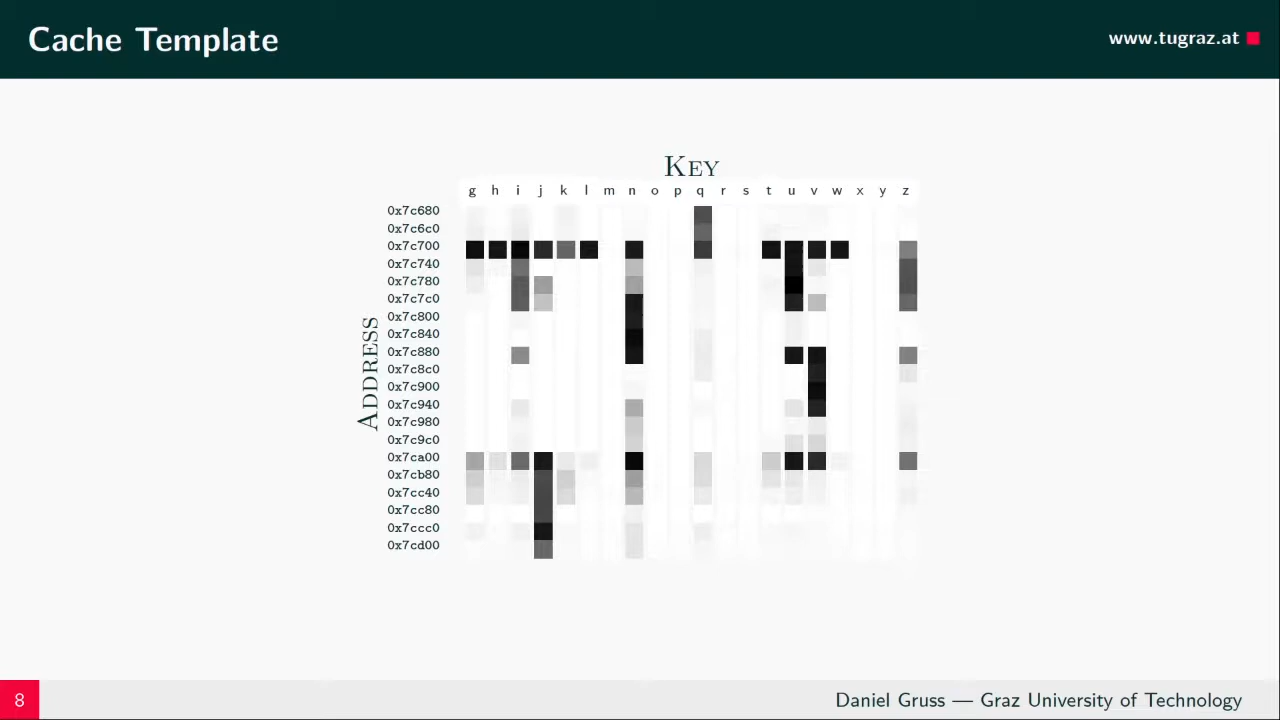 Cache Template
www.tugraz.at
KEY
g h i j k l m n o p q r s t u v w x y z
ADDRESS
0x7c680
0x7c6c0
0x7c700
0x7c740
0x7c780
0x7c7c0
0x7c800
0x7c840
0x7c880
0x7c8c0
0x7c900
0x7c940
0x7c980
0x7c9c0
0x7ca00
0x7cb80
0x7cc40
0x7cc80
0x7ccc0
0x7cd00
8
Daniel Gruss — Graz University of Technology